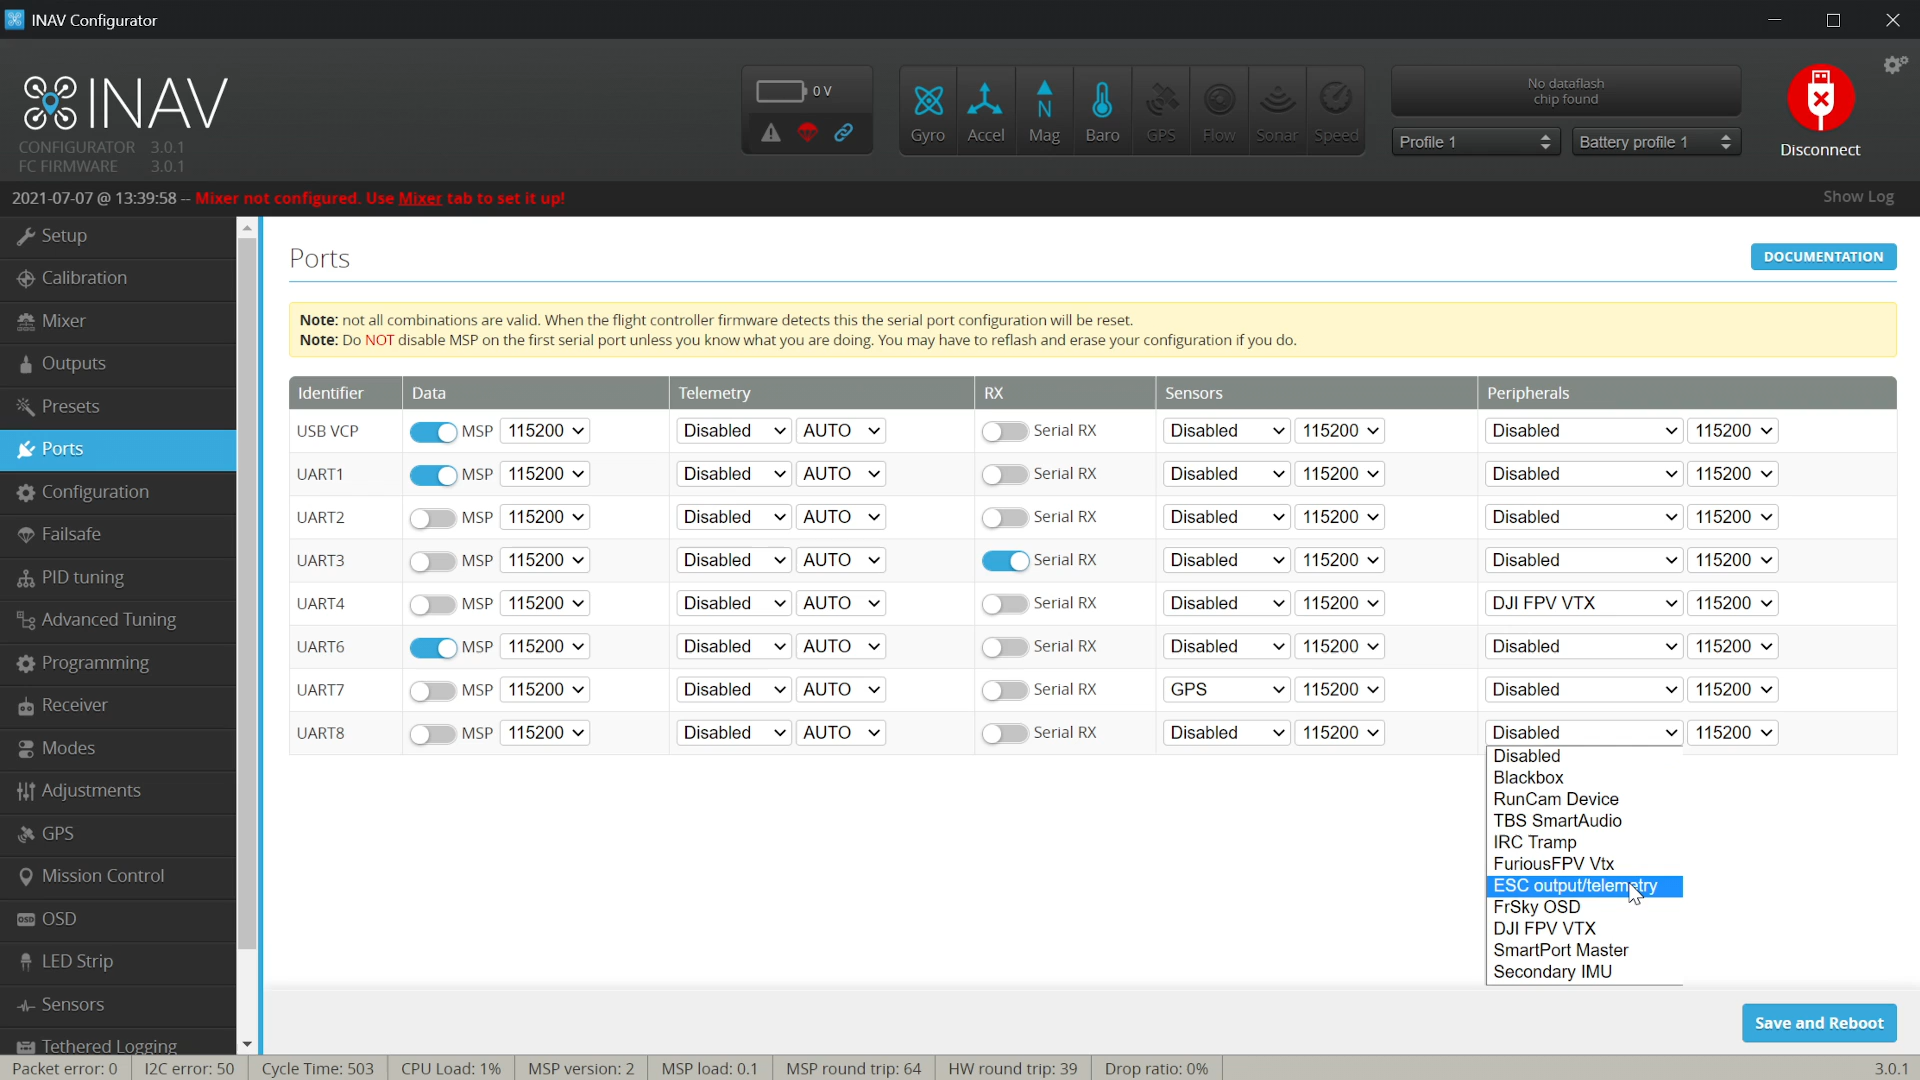 INAV Configurator
INAV
CONFIGURATOR 3.0.1
FC FIRMWARE 3.0.1
0 V
Gyro Accel Mag Baro GPS Flow Sonar Speed
No dataflash
chip found
Profile 1 Battery profile 1
Disconnect
2021-07-07 @ 13:39:58 -- Mixer not configured. Use Mixer tab to set it up!
Show Log
Setup
Calibration
Mixer
Outputs
Presets
Ports
Configuration
Failsafe
PID tuning
Advanced Tuning
Programming
Receiver
Modes
Adjustments
GPS
Mission Control
OSD
LED Strip
Sensors
Tethered Logging
Ports
DOCUMENTATION
Note: not all combinations are valid. When the flight controller firmware detects this the serial port configuration will be reset.
Note: Do NOT disable MSP on the first serial port unless you know what you are doing. You may have to reflash and erase your configuration if you do.
Identifier Data Telemetry RX Sensors Peripherals
USB VCP MSP 115200 Disabled AUTO Serial RX Disabled 115200 Disabled 115200
UART1 MSP 115200 Disabled AUTO Serial RX Disabled 115200 Disabled 115200
UART2 MSP 115200 Disabled AUTO Serial RX Disabled 115200 Disabled 115200
UART3 MSP 115200 Disabled AUTO Serial RX Disabled 115200 Disabled 115200
UART4 MSP 115200 Disabled AUTO Serial RX Disabled 115200 DJI FPV VTX 115200
UART6 MSP 115200 Disabled AUTO Serial RX Disabled 115200 Disabled 115200
UART7 MSP 115200 Disabled AUTO Serial RX GPS 115200 Disabled 115200
UART8 MSP 115200 Disabled AUTO Serial RX Disabled 115200 Disabled 115200
Disabled
Blackbox
RunCam Device
TBS SmartAudio
IRC Tramp
FuriousFPV Vtx
ESC output/telemetry
FrSky OSD
DJI FPV VTX
SmartPort Master
Secondary IMU
Save and Reboot
Packet error: 0 I2C error: 50 Cycle Time: 503 CPU Load: 1% MSP version: 2 MSP load: 0.1 MSP round trip: 64 HW round trip: 39 Drop ratio: 0% 3.0.1